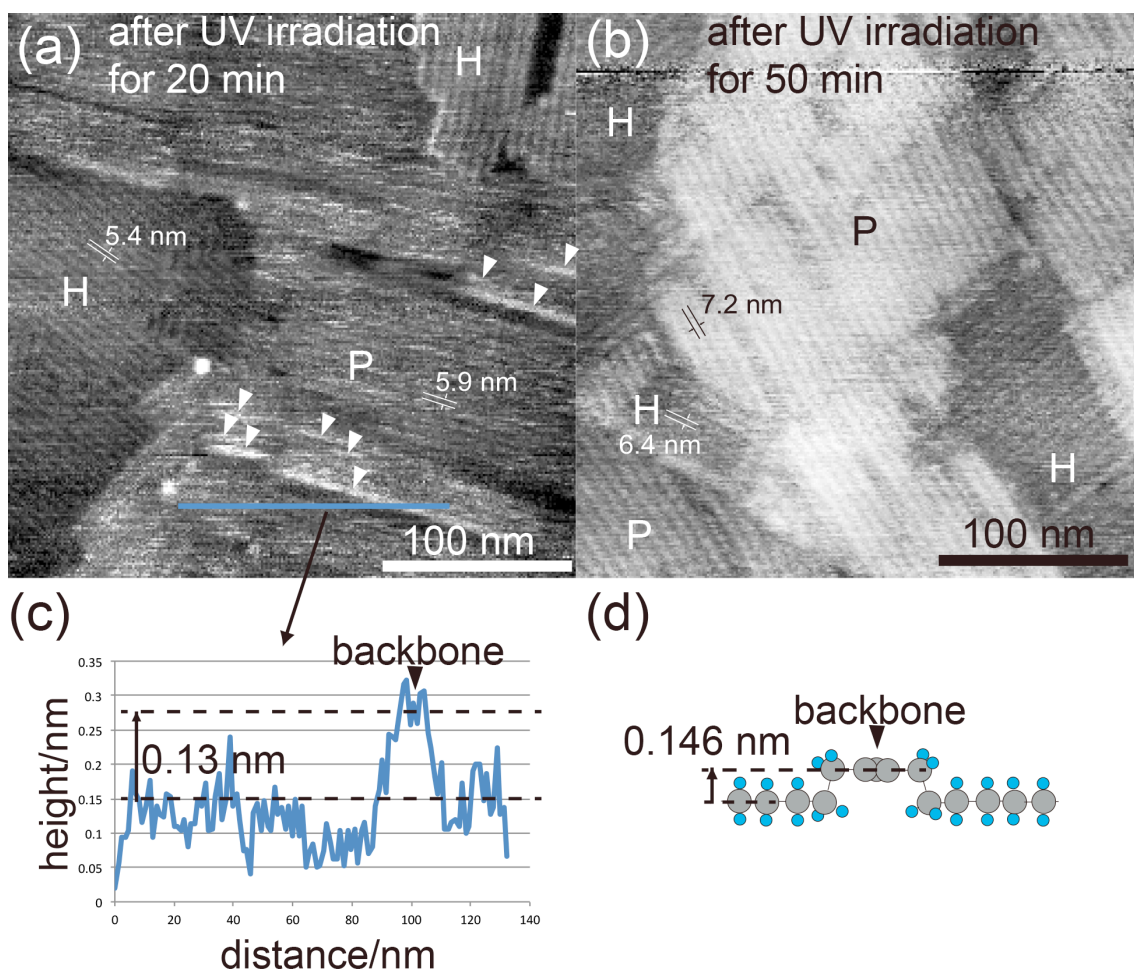 (a)
after UV irradiation
for 20 min
H
5.4 nm
H
P
5.9 nm
100 nm
(b)
after UV irradiation
for 50 min
H
P
7.2 nm
H
6.4 nm
H
P
100 nm
(c)
backbone
0.13 nm
height/nm
0.35
0.3
0.25
0.2
0.15
0.1
0.05
0
0
20
40
60
80
100
120
140
distance/nm
(d)
backbone
0.146 nm